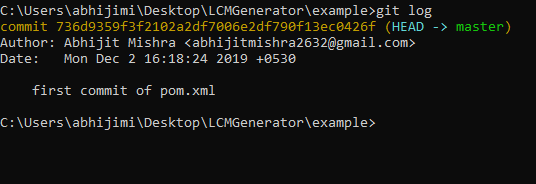 C:\Users\abhijimi\Desktop\LCMGenerator\example>git log
commit 736d9359f3f2102a2df7006e2df790f13ec0426f (HEAD -> master)
Author: Abhijit Mishra <abhijitmishra2632@gmail.com>
Date:   Mon Dec 2 16:18:24 2019 +0530
    first commit of pom.xml
C:\Users\abhijimi\Desktop\LCMGenerator\example>